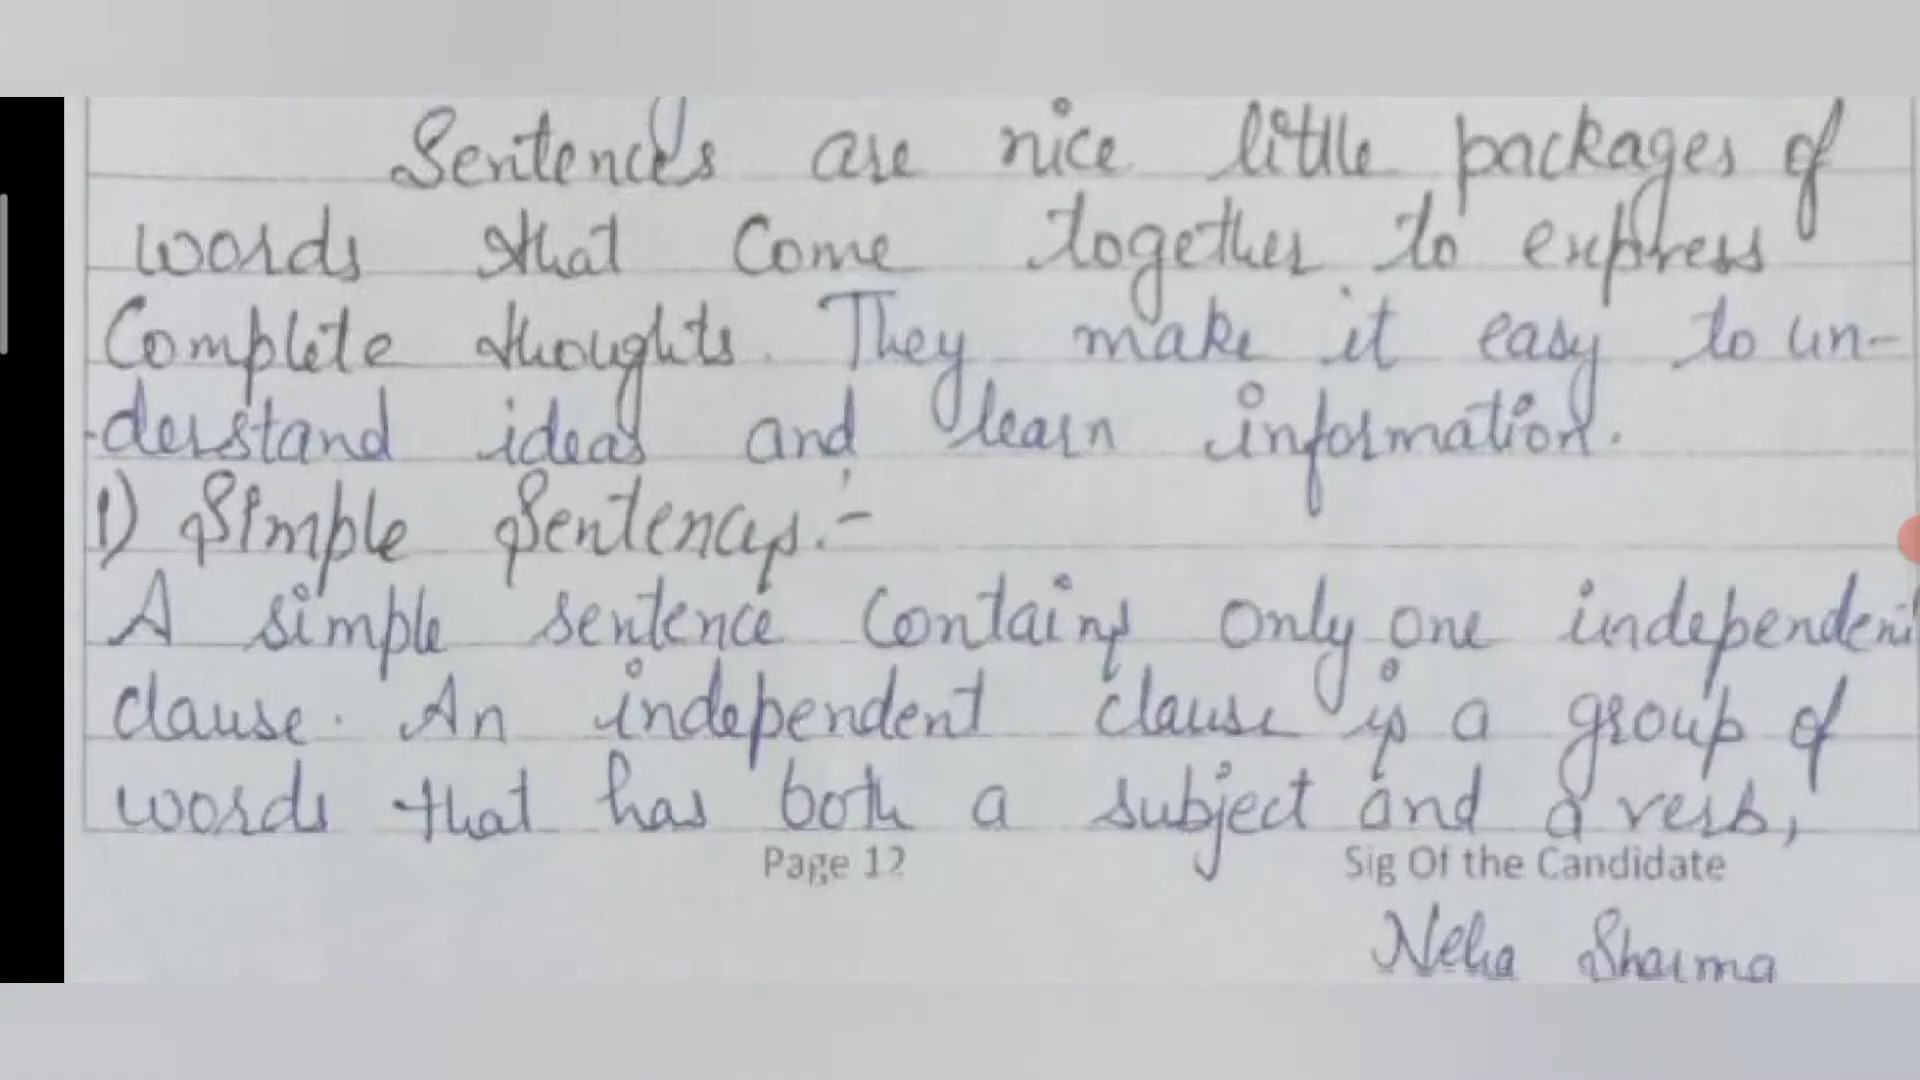 Sentences are nice little packages of
words that come together to express
Complete thoughts. They make it easy to un-
-derstand ideas and learn information.
1) Simple Sentences:-
A simple sentence contains only one independent
clause. An independent clause is a group of
words that has both a subject and a verb,
Page 12 Sig Of the Candidate
Neha Sharma